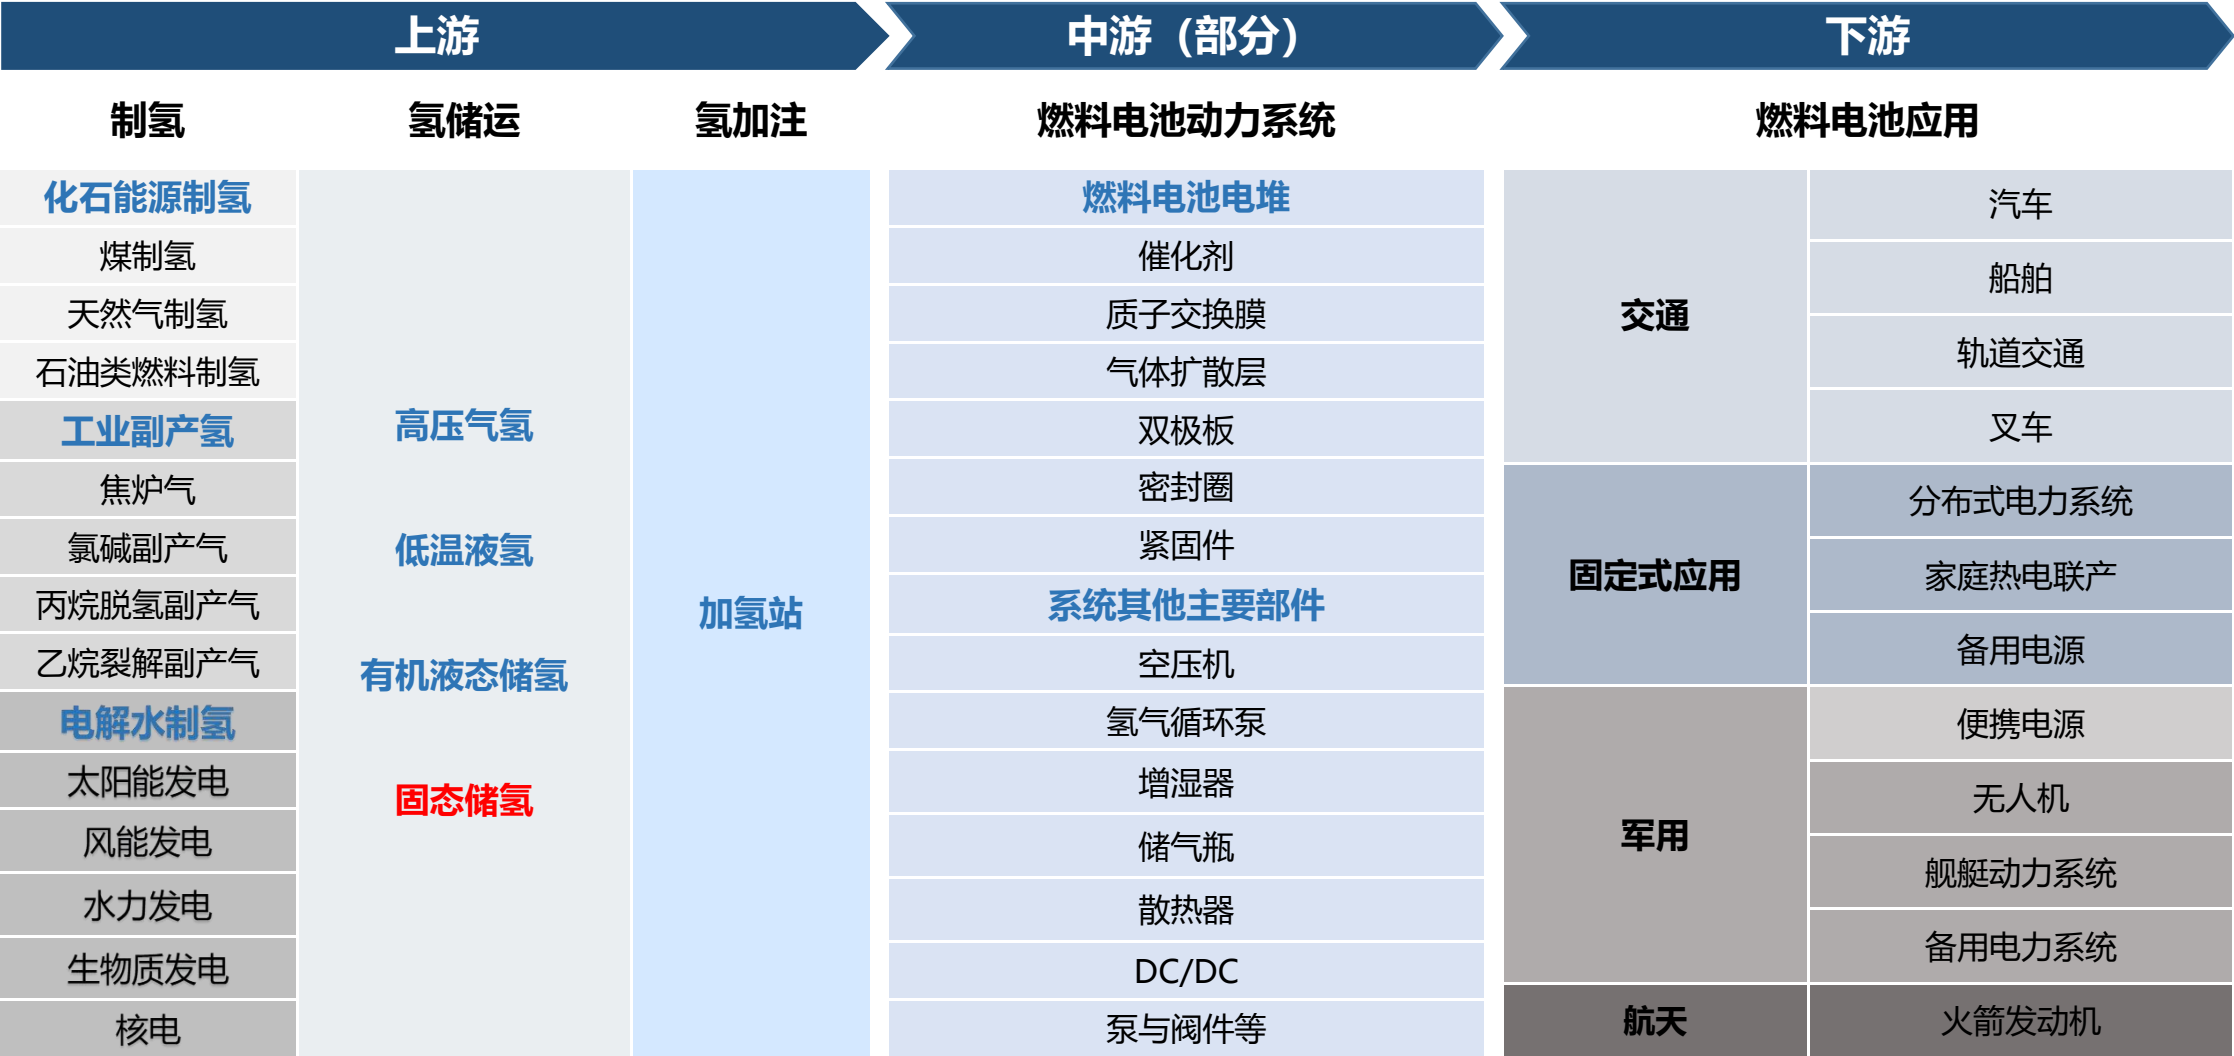 上游
中游（部分）
下游
制氢
氢储运
氢加注
燃料电池动力系统
燃料电池应用
化石能源制氢
煤制氢
天然气制氢
石油类燃料制氢
工业副产氢
焦炉气
氯碱副产气
丙烷脱氢副产气
乙烷裂解副产气
电解水制氢
太阳能发电
风能发电
水力发电
生物质发电
核电
高压气氢
低温液氢
有机液态储氢
固态储氢
加氢站
燃料电池电堆
催化剂
质子交换膜
气体扩散层
双极板
密封圈
紧固件
系统其他主要部件
空压机
氢气循环泵
增湿器
储气瓶
散热器
DC/DC
泵与阀件等
交通
汽车
船舶
轨道交通
叉车
固定式应用
分布式电力系统
家庭热电联产
备用电源
军用
便携电源
无人机
舰艇动力系统
备用电力系统
航天
火箭发动机